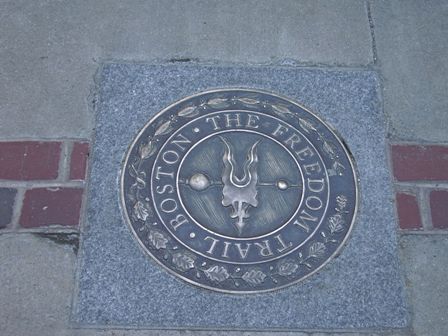 THE FREEDOM TRAIL · BOSTON ·